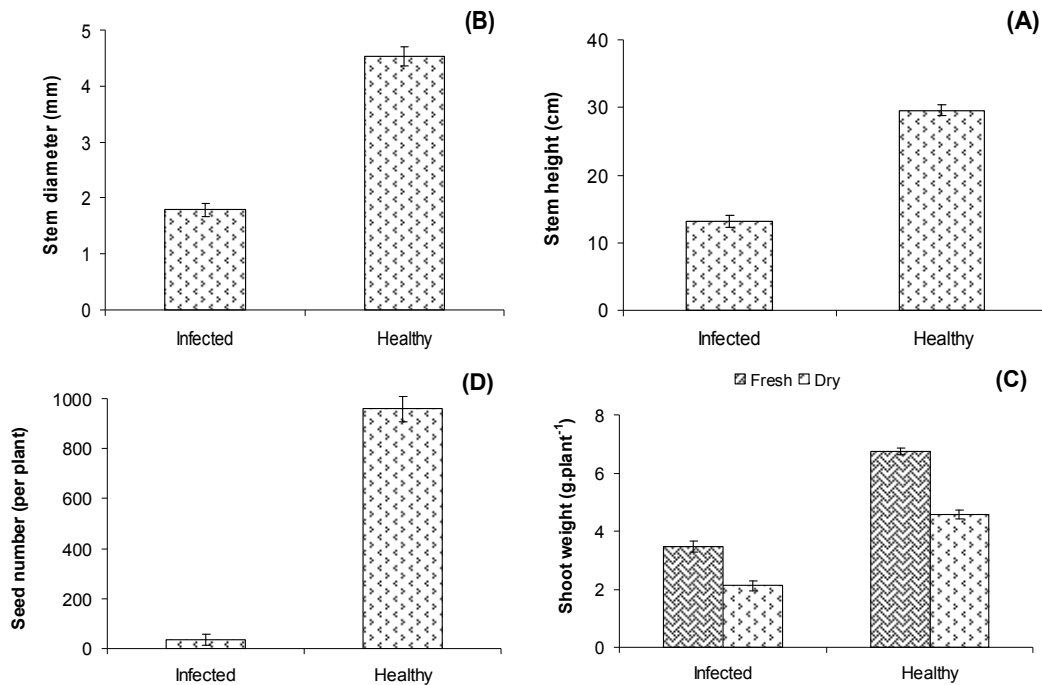 (B)
Stem diameter (mm)
5
4
3
2
1
0
Infected Healthy
(A)
Stem height (cm)
40
30
20
10
0
Infected Healthy
(D)
Seed number (per plant)
1000
800
600
400
200
0
Infected Healthy
Fresh Dry
(C)
Shoot weight (g.plant⁻¹)
8
6
4
2
0
Infected Healthy